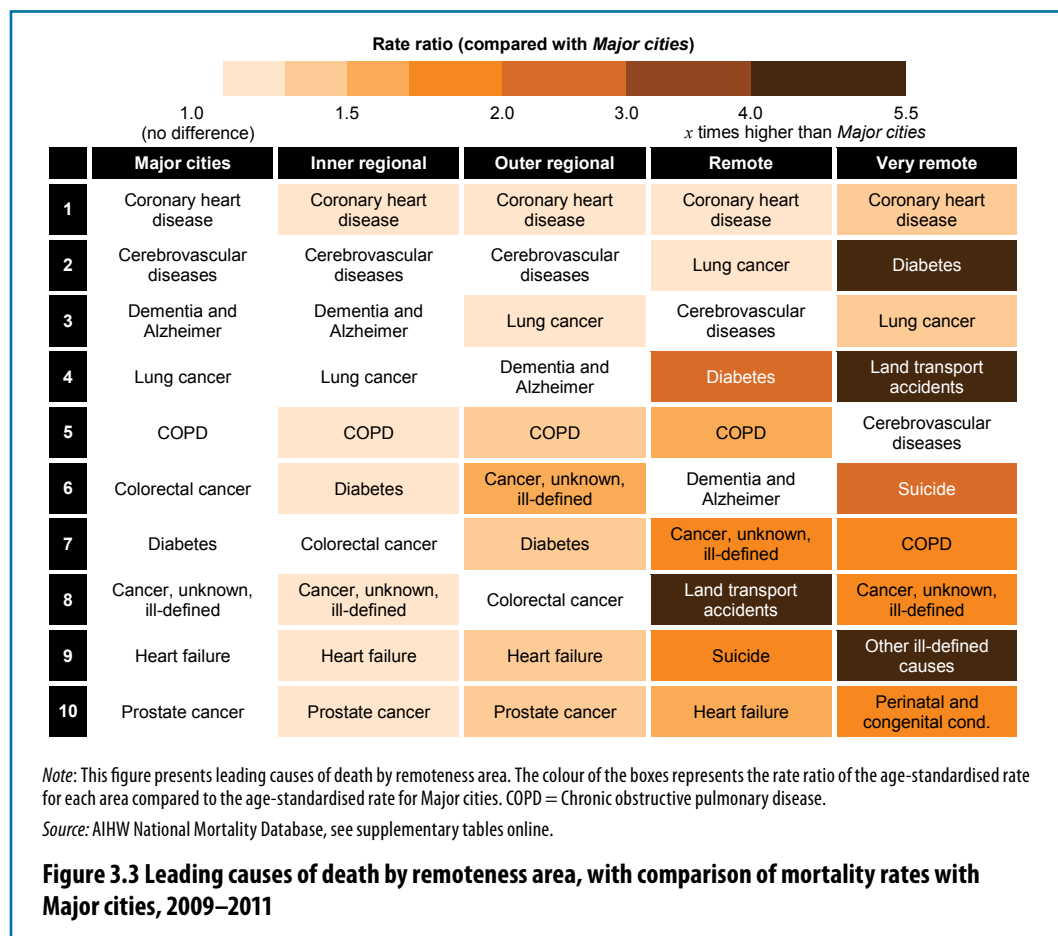 Rate ratio (compared with Major cities)
1.0 1.5 2.0 3.0 4.0 5.5
(no difference) x times higher than Major cities
Major cities Inner regional Outer regional Remote Very remote
1 Coronary heart disease Coronary heart disease Coronary heart disease Coronary heart disease Coronary heart disease
2 Cerebrovascular diseases Cerebrovascular diseases Cerebrovascular diseases Lung cancer Diabetes
3 Dementia and Alzheimer Dementia and Alzheimer Lung cancer Cerebrovascular diseases Lung cancer
4 Lung cancer Lung cancer Dementia and Alzheimer Diabetes Land transport accidents
5 COPD COPD COPD COPD Cerebrovascular diseases
6 Colorectal cancer Diabetes Cancer, unknown, ill-defined Dementia and Alzheimer Suicide
7 Diabetes Colorectal cancer Diabetes Cancer, unknown, ill-defined COPD
8 Cancer, unknown, ill-defined Cancer, unknown, ill-defined Colorectal cancer Land transport accidents Cancer, unknown, ill-defined
9 Heart failure Heart failure Heart failure Suicide Other ill-defined causes
10 Prostate cancer Prostate cancer Prostate cancer Heart failure Perinatal and congenital cond.
Note: This figure presents leading causes of death by remoteness area. The colour of the boxes represents the rate ratio of the age-standardised rate
for each area compared to the age-standardised rate for Major cities. COPD = Chronic obstructive pulmonary disease.
Source: AIHW National Mortality Database, see supplementary tables online.
Figure 3.3 Leading causes of death by remoteness area, with comparison of mortality rates with
Major cities, 2009–2011